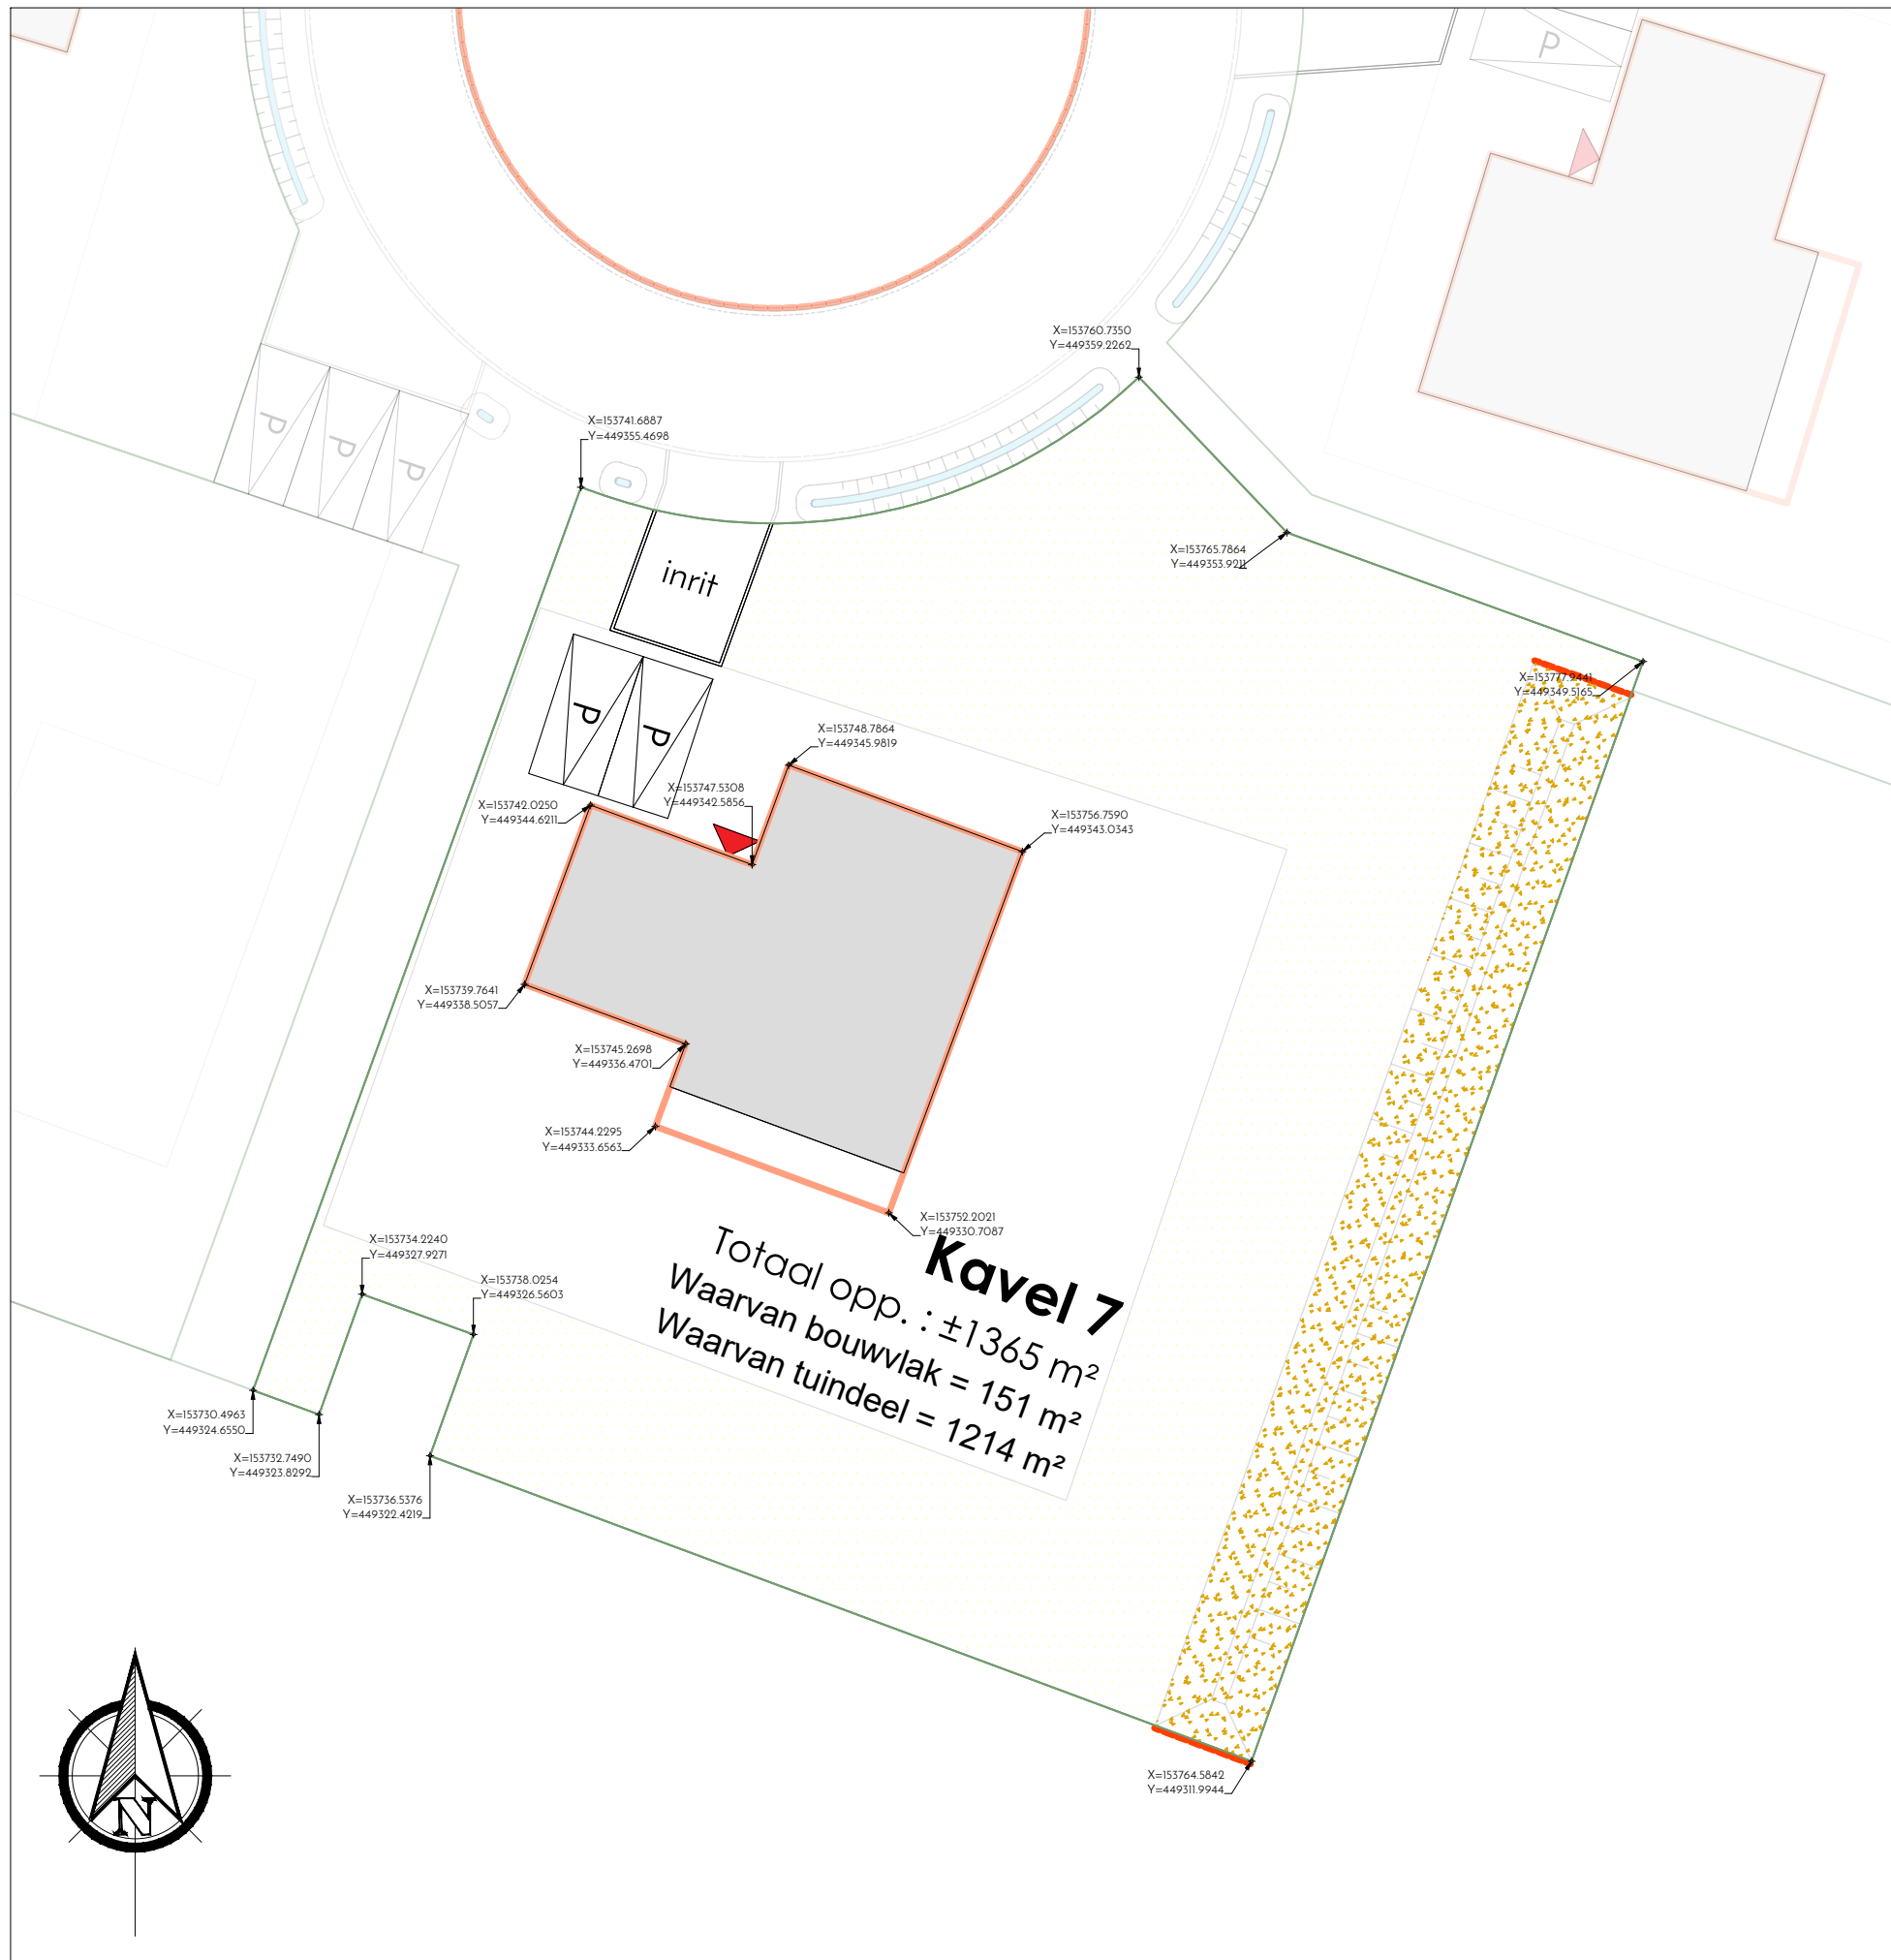 P
X=153760.7350
Y=449359.2262
X=153741.6887
Y=449355.4698
P
P
P
X=153765.7864
Y=449353.9211
inrit
X=153777.2441
Y=449349.5165
P
P
X=153748.7864
Y=449345.9819
X=153747.5308
Y=449342.5856
X=153742.0250
Y=449344.6211
X=153756.7590
Y=449343.0343
X=153739.7641
Y=449338.5057
X=153745.2698
Y=449336.4701
X=153744.2295
Y=449333.6563
X=153752.2021
Y=449330.7087
Kavel 7
Totaal opp. : ±1365 m²
Waarvan bouwvlak = 151 m²
Waarvan tuindeel = 1214 m²
X=153734.2240
Y=449327.9271
X=153738.0254
Y=449326.5603
X=153730.4963
Y=449324.6550
X=153732.7490
Y=449323.8292
X=153736.5376
Y=449322.4219
X=153764.5842
Y=449311.9944
N